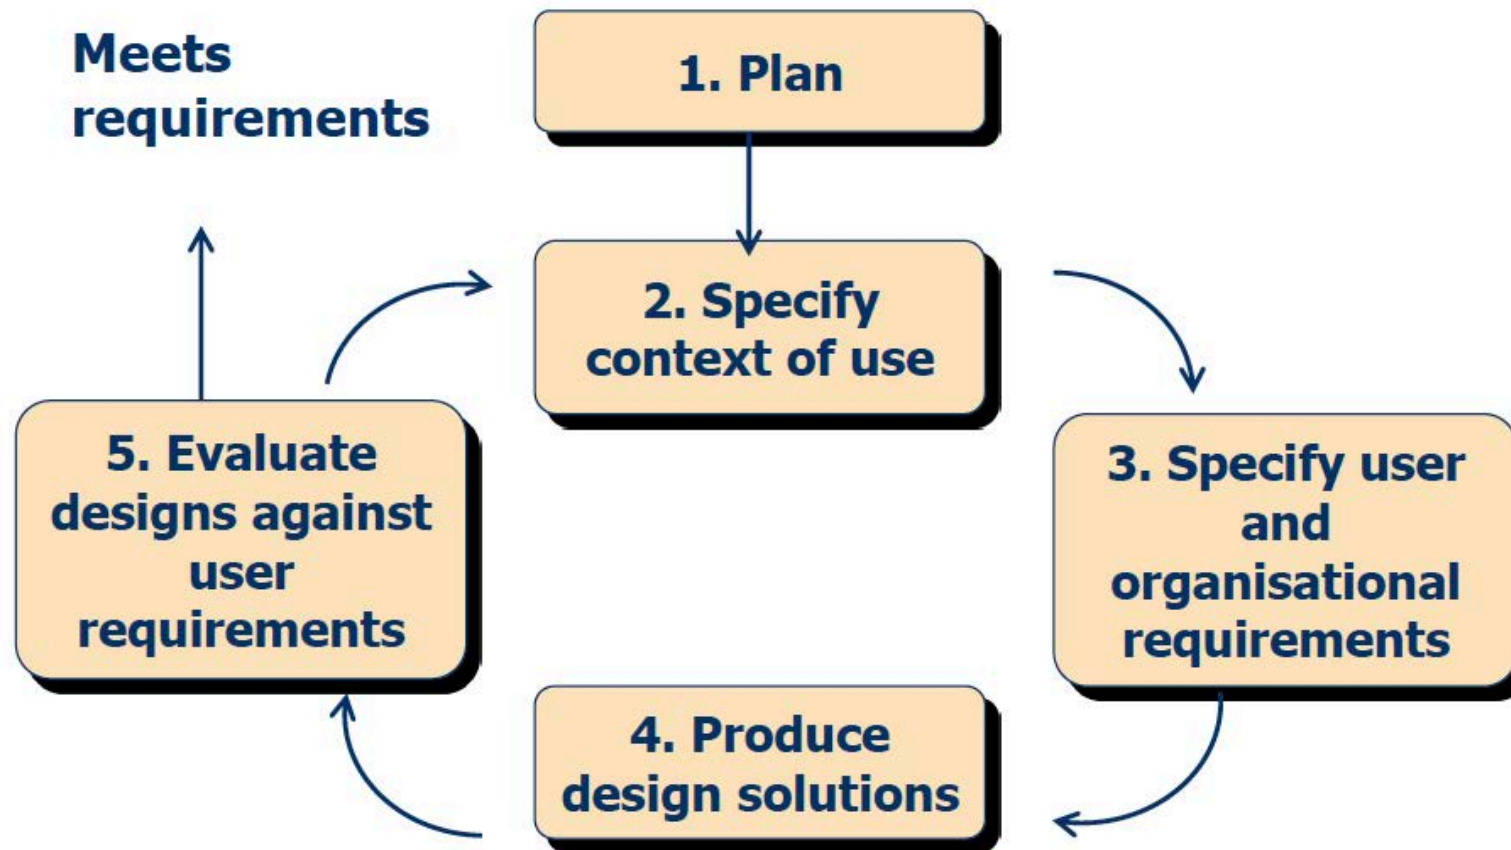 Meets
requirements
1. Plan
2. Specify
context of use
3. Specify user
and
organisational
requirements
4. Produce
design solutions
5. Evaluate
designs against
user
requirements